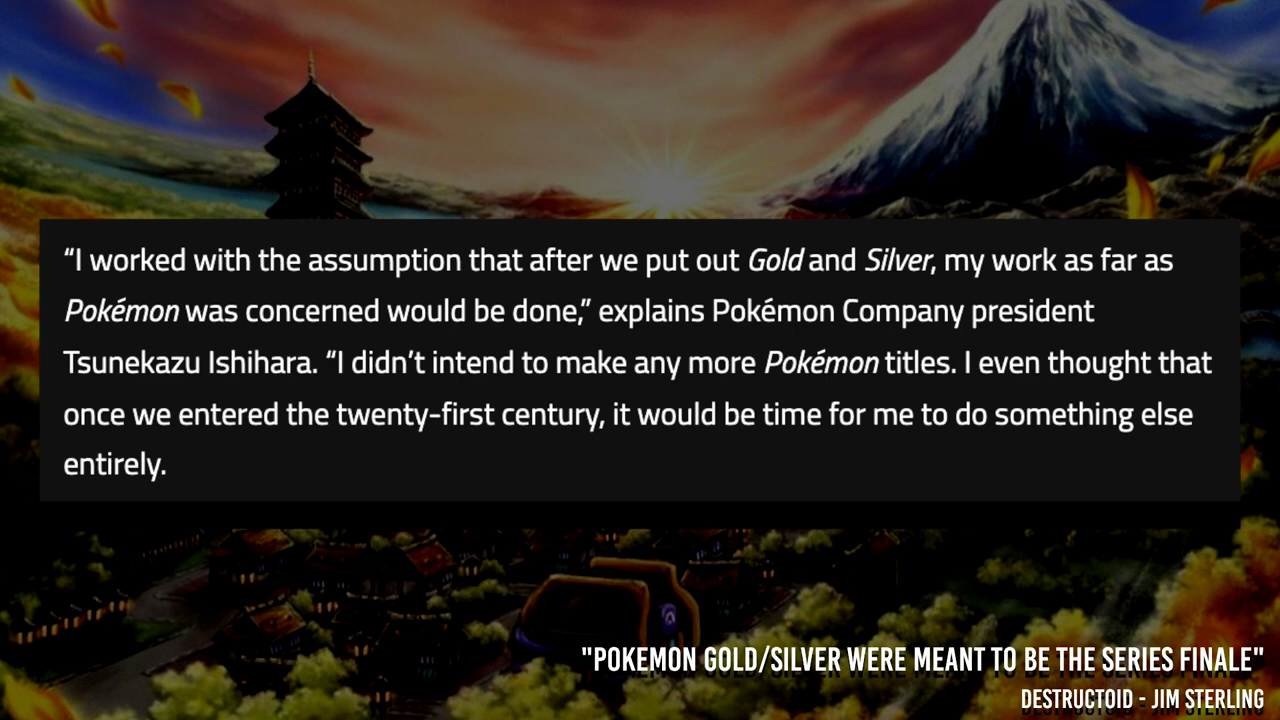 “I worked with the assumption that after we put out Gold and Silver, my work as far as
Pokémon was concerned would be done,” explains Pokémon Company president
Tsunekazu Ishihara. “I didn’t intend to make any more Pokémon titles. I even thought that
once we entered the twenty-first century, it would be time for me to do something else
entirely.
"POKEMON GOLD/SILVER WERE MEANT TO BE THE SERIES FINALE"
DESTRUCTOID - JIM STERLING